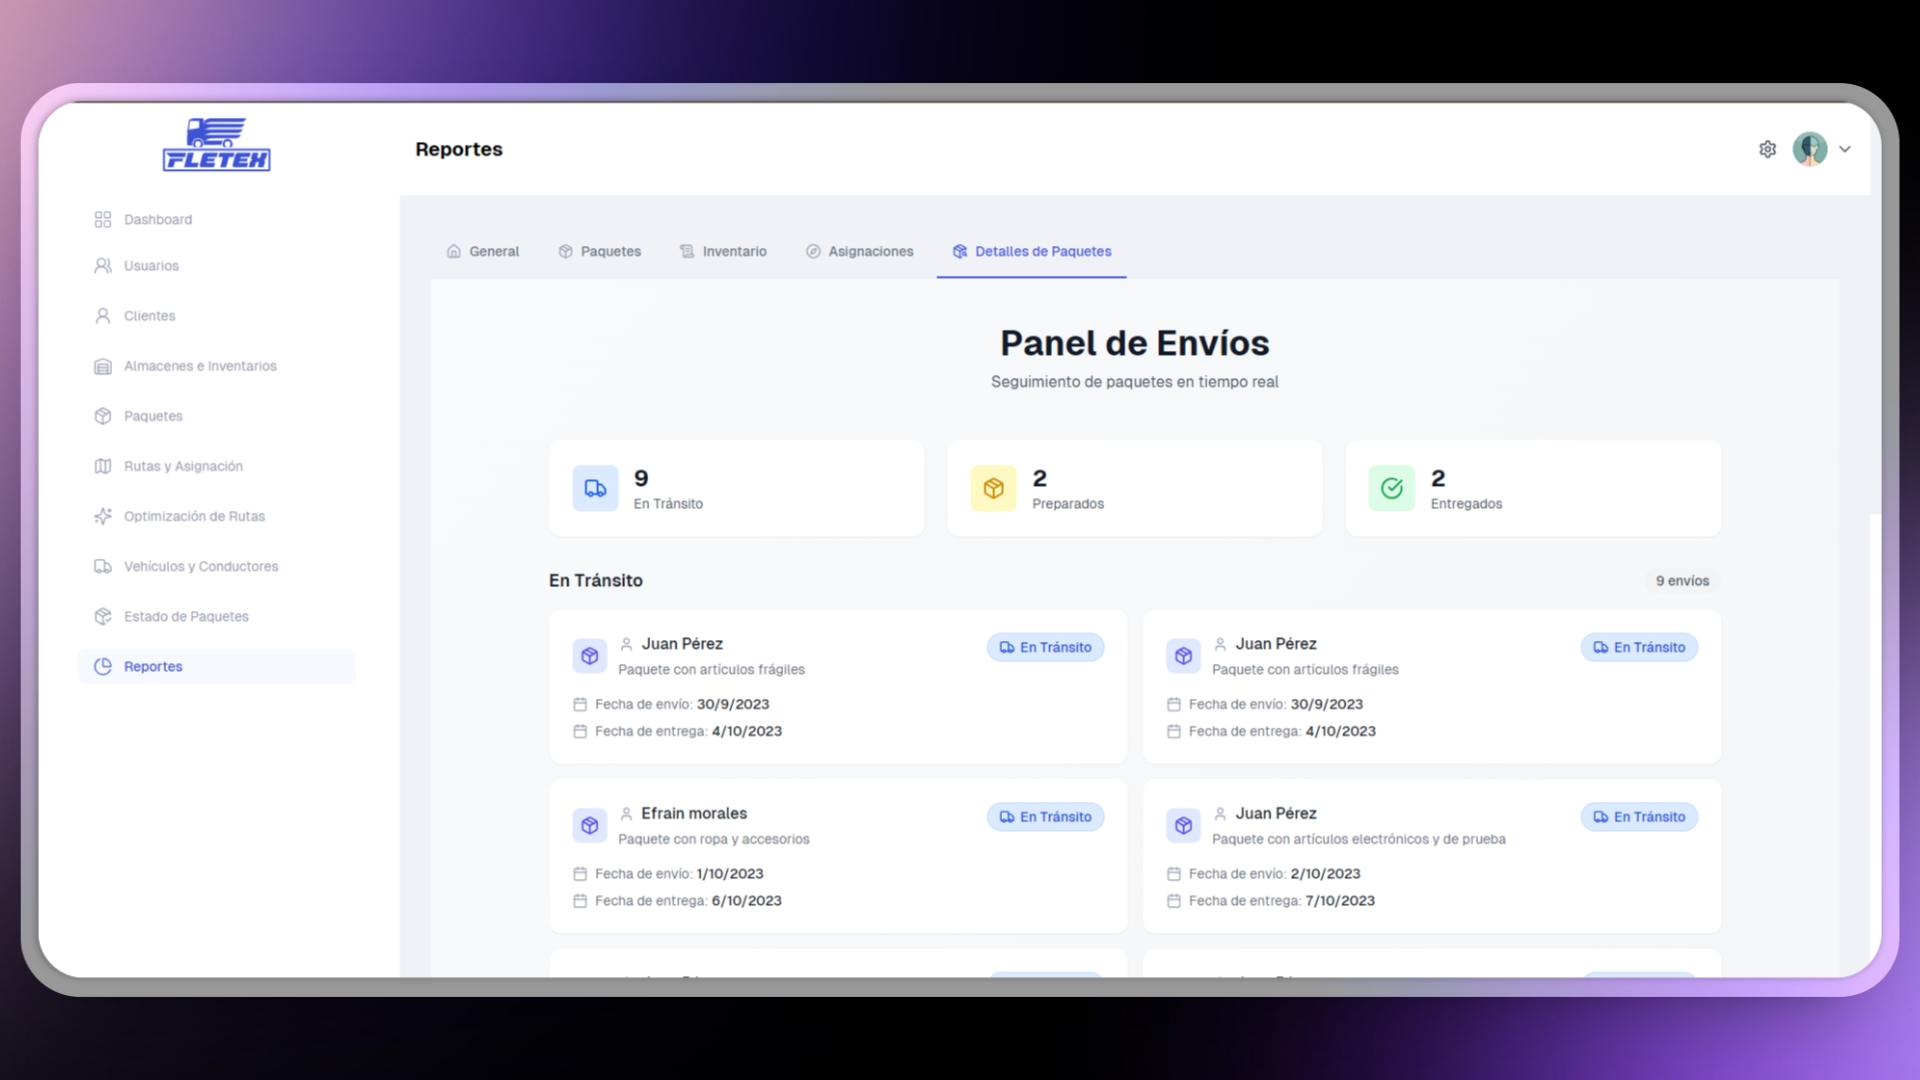 FLETEX
Reportes
Dashboard
Usuarios
Clientes
Almacenes e Inventarios
Paquetes
Rutas y Asignación
Optimización de Rutas
Vehículos y Conductores
Estado de Paquetes
Reportes
General
Paquetes
Inventario
Asignaciones
Detalles de Paquetes
Panel de Envíos
Seguimiento de paquetes en tiempo real
9
En Tránsito
2
Preparados
2
Entregados
En Tránsito
9 envíos
Juan Pérez
En Tránsito
Paquete con artículos frágiles
Fecha de envío: 30/9/2023
Fecha de entrega: 4/10/2023
Juan Pérez
En Tránsito
Paquete con artículos frágiles
Fecha de envío: 30/9/2023
Fecha de entrega: 4/10/2023
Efrain morales
En Tránsito
Paquete con ropa y accesorios
Fecha de envío: 1/10/2023
Fecha de entrega: 6/10/2023
Juan Pérez
En Tránsito
Paquete con artículos electrónicos y de prueba
Fecha de envío: 2/10/2023
Fecha de entrega: 7/10/2023